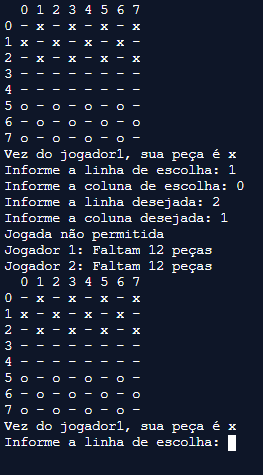 0 1 2 3 4 5 6 7
0 - x - x - x - x
1 x - x - x - x -
2 - x - x - x - x
3 - - - - - - - -
4 - - - - - - - -
5 o - o - o - o -
6 - o - o - o - o
7 o - o - o - o -
Vez do jogador1, sua peça é x
Informe a linha de escolha: 1
Informe a coluna de escolha: 0
Informe a linha desejada: 2
Informe a coluna desejada: 1
Jogada não permitida
Jogador 1: Faltam 12 peças
Jogador 2: Faltam 12 peças
  0 1 2 3 4 5 6 7
0 - x - x - x - x
1 x - x - x - x -
2 - x - x - x - x
3 - - - - - - - -
4 - - - - - - - -
5 o - o - o - o -
6 - o - o - o - o
7 o - o - o - o -
Vez do jogador1, sua peça é x
Informe a linha de escolha: